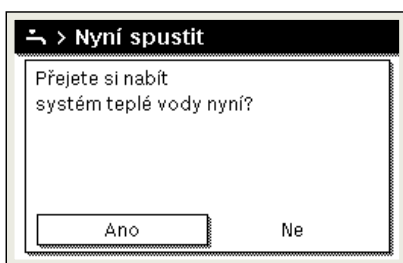 > Nyní spustit
Přejete si nabít
systém teplé vody nyní?
Ano
Ne